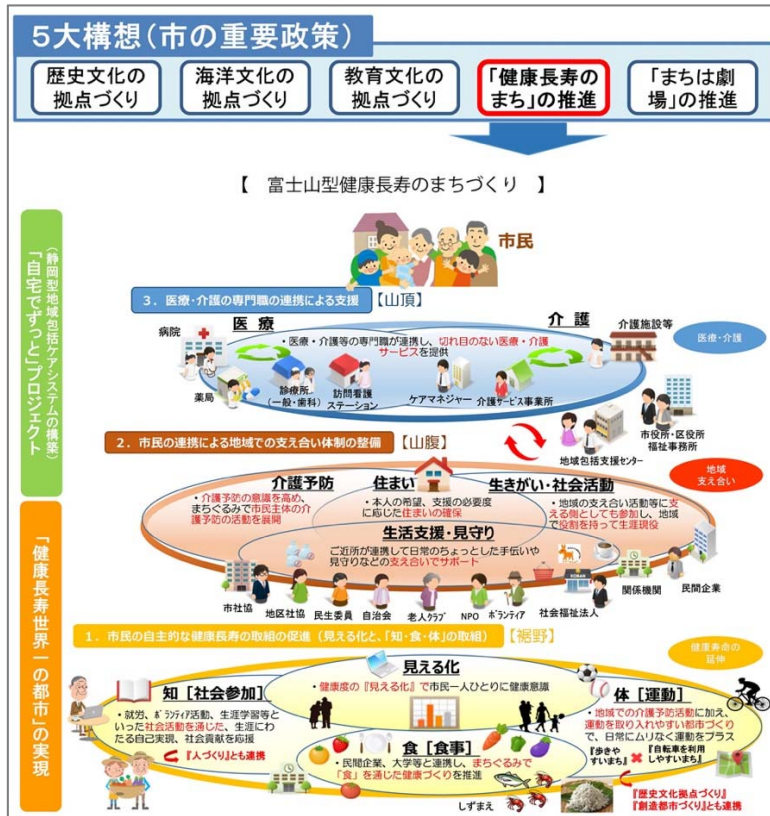 5大構想(市の重要政策)
歴史文化の
拠点づくり
海洋文化の
拠点づくり
教育文化の
拠点づくり
「健康長寿の
まち」の推進
「まちは劇
場」の推進
【 富士山型健康長寿のまちづくり 】
市民
「自宅でずっと」プロジェクト
(静岡型地域包括ケアシステムの構築)
3. 医療・介護の専門職の連携による支援
【山頂】
医療・介護
医 療
介 護
病院
介護施設等
・医療・介護等の専門職が連携し、切れ目のない医療・介護
サービスを提供
薬局
診療所
(一般・歯科)
訪問看護
ステーション
ケアマネジャー
介護サービス事業所
地域包括支援センター
市役所・区役所
福祉事務所
2. 市民の連携による地域での支え合い体制の整備
【山腹】
地域
支え合い
介護予防
・介護予防の意識を高め、
まちぐるみで市民主体の介
護予防の活動を展開
住まい
・本人の希望、支援の必要度
に応じた住まいの確保
生きがい・社会活動
・地域の支え合い活動等に支え
る側としても参加し、地域
で役割を持って生涯現役
生活支援・見守り
ご近所が連携して日常のちょっとした手伝いや
見守りなどの支え合いでサポート
KOBAN
市社協
地区社協
民生委員
自治会
老人クラブ
NPO
ボランティア
社会福祉法人
関係機関
民間企業
「健康長寿世界一の都市」の実現
1. 市民の自主的な健康長寿の取組の促進(見える化と、「知・食・体」の取組)
【裾野】
健康寿命の
延伸
見える化
・健康度の『見える化』で市民一人ひとりに健康意識
知 [社会参加]
・就労、ボランティア活動、生涯学習等と
いった社会活動を通じた、生涯にわ
たる自己実現、社会貢献を応援
『人づくり』とも連携
体 [運動]
・地域での介護予防活動に加え、
運動を取り入れやすい都市づくり
で、日常にムリなく運動をプラス
『歩きや
すいまち』
『自転車を利用
しやすいまち』
食 [食事]
・民間企業、大学等と連携し、まちぐるみで
「食」を通じた健康づくりを
推進
しずまえ
『歴史文化拠点づくり』
『創造都市づくり』とも連携